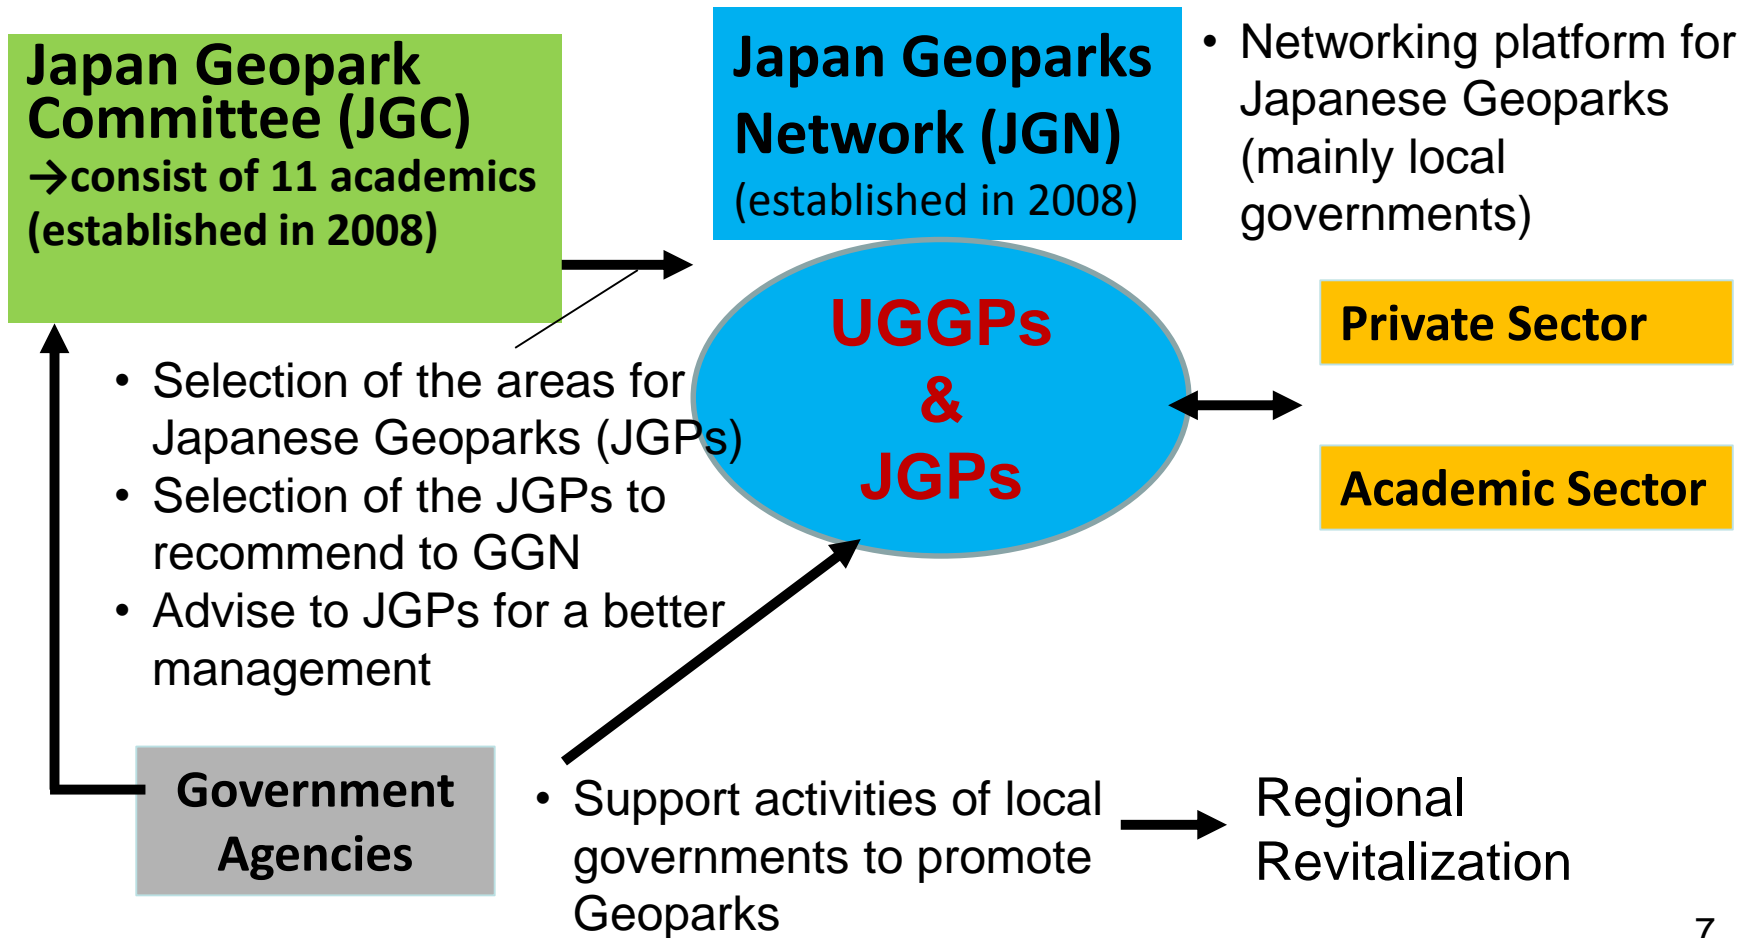 Japan Geopark
Committee (JGC)
→consist of 11 academics
(established in 2008)
Japan Geoparks
Network (JGN)
(established in 2008)
• Networking platform for
Japanese Geoparks
(mainly local
governments)
UGGPs
&
JGPs
Private Sector
Academic Sector
• Selection of the areas for
Japanese Geoparks (JGPs)
• Selection of the JGPs to
recommend to GGN
• Advise to JGPs for a better
management
Government
Agencies
• Support activities of local
governments to promote
Geoparks
Regional
Revitalization
7